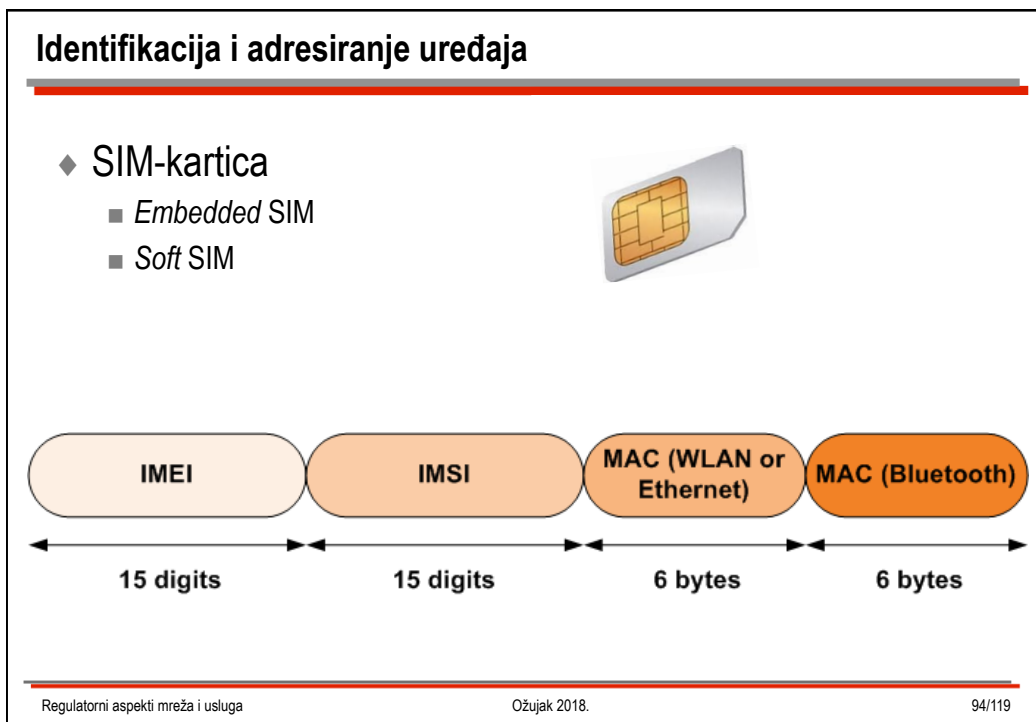 Identifikacija i adresiranje uređaja
SIM-kartica
Embedded SIM
Soft SIM
IMEI
IMSI
MAC (WLAN or
Ethernet)
MAC (Bluetooth)
15 digits
15 digits
6 bytes
6 bytes
Regulatorni aspekti mreža i usluga
Ožujak 2018.
94/119